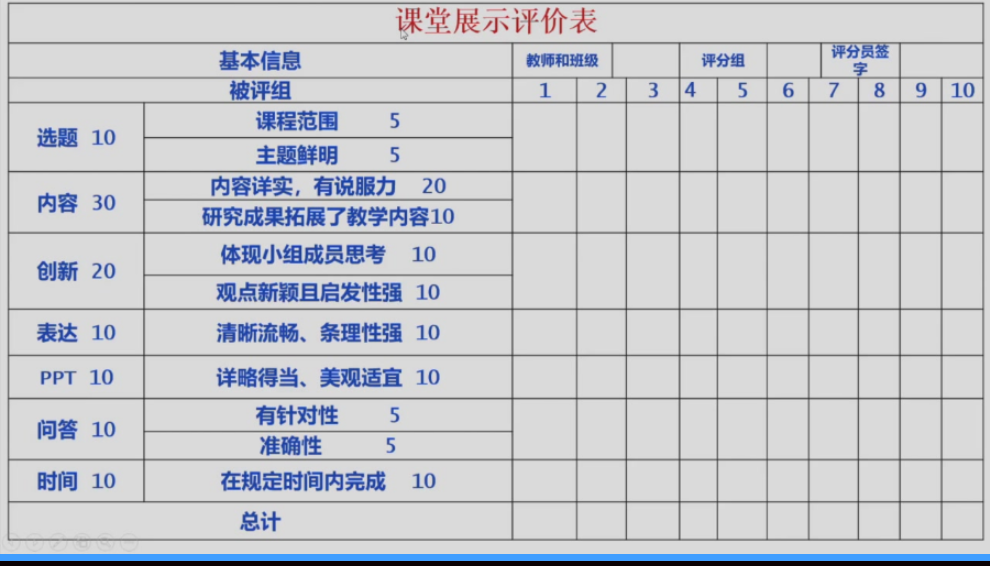 课堂展示评价表
基本信息 教师和班级 评分组 评分员签字
被评组 1 2 3 4 5 6 7 8 9 10
选题 10
课程范围 5
主题鲜明 5
内容 30
内容详实，有说服力 20
研究成果拓展了教学内容10
创新 20
体现小组成员思考 10
观点新颖且启发性强 10
表达 10
清晰流畅、条理性强 10
PPT 10
详略得当、美观适宜 10
问答 10
有针对性 5
准确性 5
时间 10
在规定时间内完成 10
总计